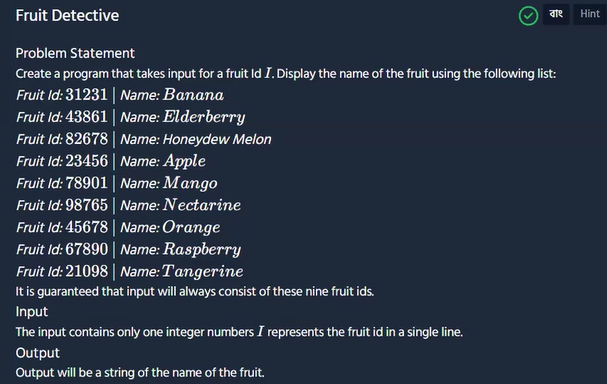 Fruit Detective
বাং
Hint
Problem Statement
Create a program that takes input for a fruit Id I. Display the name of the fruit using the following list:
Fruit Id: 31231 | Name: Banana
Fruit Id: 43861 | Name: Elderberry
Fruit Id: 82678 | Name: Honeydew Melon
Fruit Id: 23456 | Name: Apple
Fruit Id: 78901 | Name: Mango
Fruit Id: 98765 | Name: Nectarine
Fruit Id: 45678 | Name: Orange
Fruit Id: 67890 | Name: Raspberry
Fruit Id: 21098 | Name: Tangerine
It is guaranteed that input will always consist of these nine fruit ids.
Input
The input contains only one integer numbers I represents the fruit id in a single line.
Output
Output will be a string of the name of the fruit.